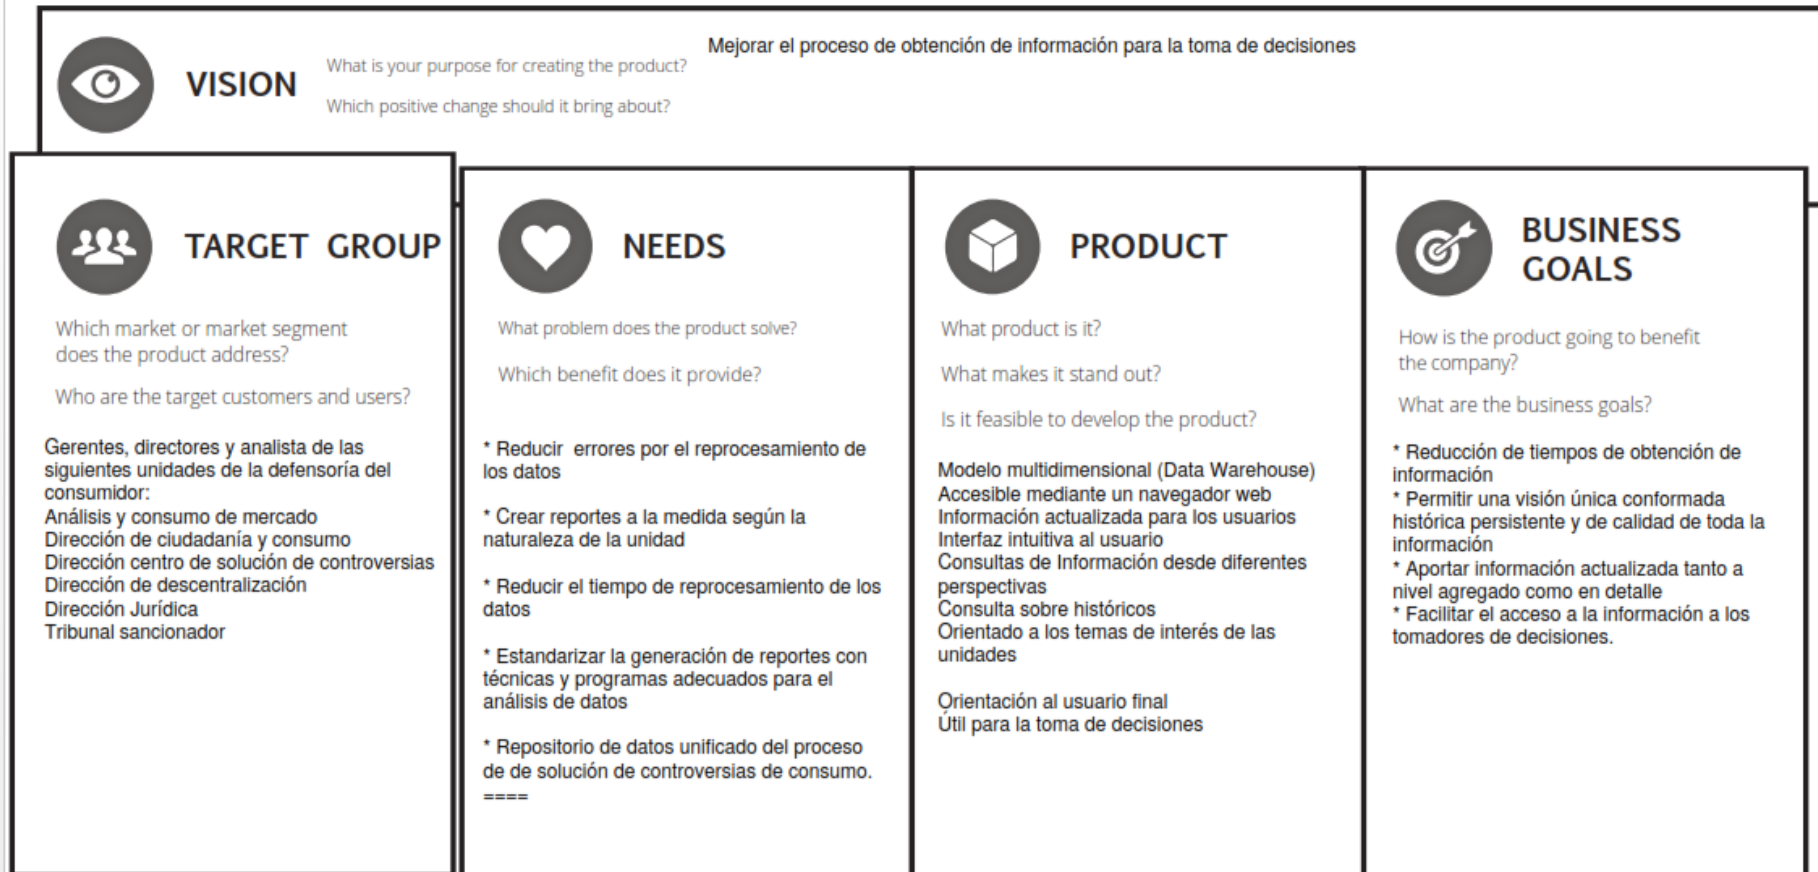 VISION
What is your purpose for creating the product?
Which positive change should it bring about?
Mejorar el proceso de obtención de información para la toma de decisiones
TARGET GROUP
Which market or market segment
does the product address?
Who are the target customers and users?
Gerentes, directores y analista de las
siguientes unidades de la defensoría del
consumidor:
Análisis y consumo de mercado
Dirección de ciudadanía y consumo
Dirección centro de solución de controversias
Dirección de descentralización
Dirección Jurídica
Tribunal sancionador
NEEDS
What problem does the product solve?
Which benefit does it provide?
* Reducir errores por el reprocesamiento de
los datos
* Crear reportes a la medida según la
naturaleza de la unidad
* Reducir el tiempo de reprocesamiento de los
datos
* Estandarizar la generación de reportes con
técnicas y programas adecuados para el
análisis de datos
* Repositorio de datos unificado del proceso
de de solución de controversias de consumo.
====
PRODUCT
What product is it?
What makes it stand out?
Is it feasible to develop the product?
Modelo multidimensional (Data Warehouse)
Accesible mediante un navegador web
Información actualizada para los usuarios
Interfaz intuitiva al usuario
Consultas de Información desde diferentes
perspectivas
Consulta sobre históricos
Orientado a los temas de interés de las
unidades
Orientación al usuario final
Útil para la toma de decisiones
BUSINESS
GOALS
How is the product going to benefit
the company?
What are the business goals?
* Reducción de tiempos de obtención de
información
* Permitir una visión única conformada
histórica persistente y de calidad de toda la
información
* Aportar información actualizada tanto a
nivel agregado como en detalle
* Facilitar el acceso a la información a los
tomadores de decisiones.